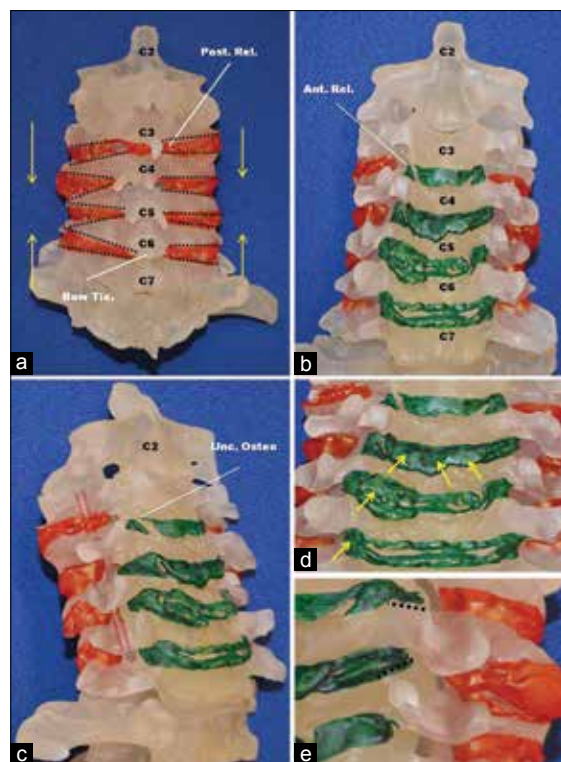 C2
Post. Rel.
C3
C4
C5
C6
Bow Tie.
C7
a
C2
Ant. Rel.
C3
C4
C5
C6
C7
b
C2
Unc. Osteo
c
d
e